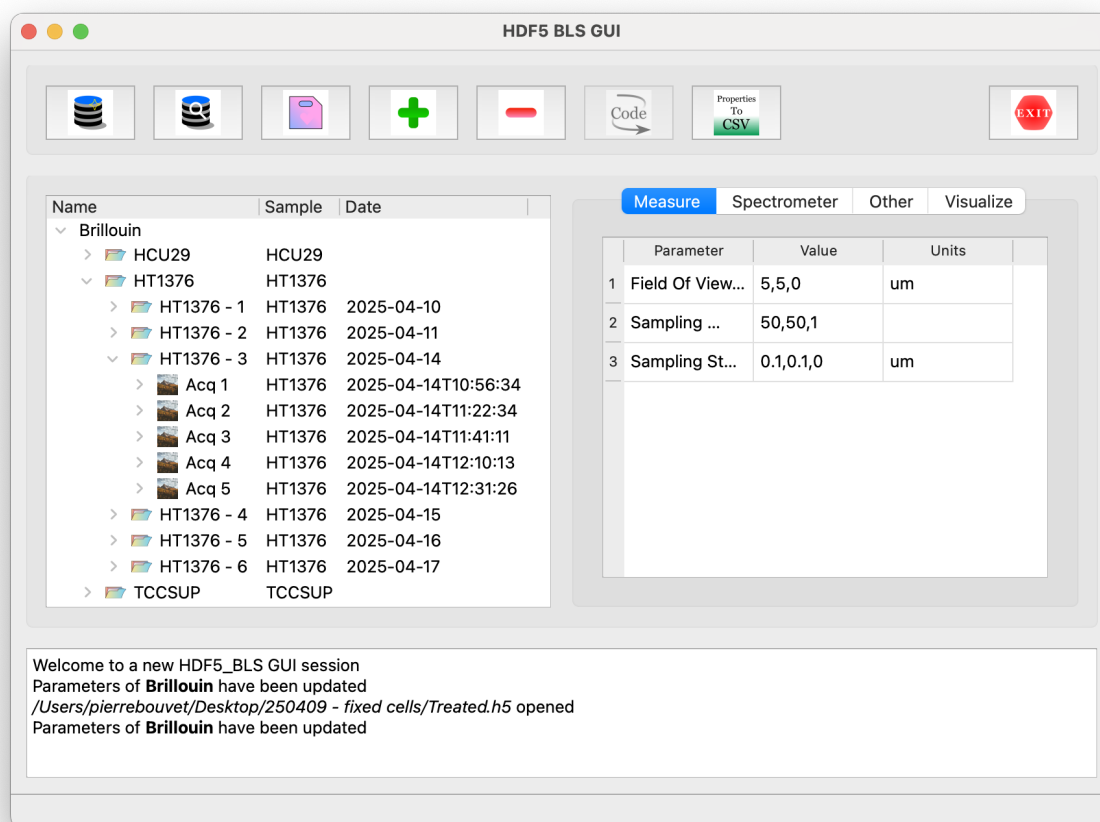 HDF5 BLS GUI
Code
Properties
To
CSV
EXIT
Measure Spectrometer Other Visualize
Name Sample Date
Brillouin
HCU29 HCU29
HT1376 HT1376
HT1376 - 1 HT1376 2025-04-10
HT1376 - 2 HT1376 2025-04-11
HT1376 - 3 HT1376 2025-04-14
Acq 1 HT1376 2025-04-14T10:56:34
Acq 2 HT1376 2025-04-14T11:22:34
Acq 3 HT1376 2025-04-14T11:41:11
Acq 4 HT1376 2025-04-14T12:10:13
Acq 5 HT1376 2025-04-14T12:31:26
HT1376 - 4 HT1376 2025-04-15
HT1376 - 5 HT1376 2025-04-16
HT1376 - 6 HT1376 2025-04-17
TCCSUP TCCSUP
Parameter Value Units
1 Field Of View... 5,5,0 um
2 Sampling ... 50,50,1
3 Sampling St... 0.1,0.1,0 um
Welcome to a new HDF5_BLS GUI session
Parameters of Brillouin have been updated
/Users/pierrebouvet/Desktop/250409 - fixed cells/Treated.h5 opened
Parameters of Brillouin have been updated